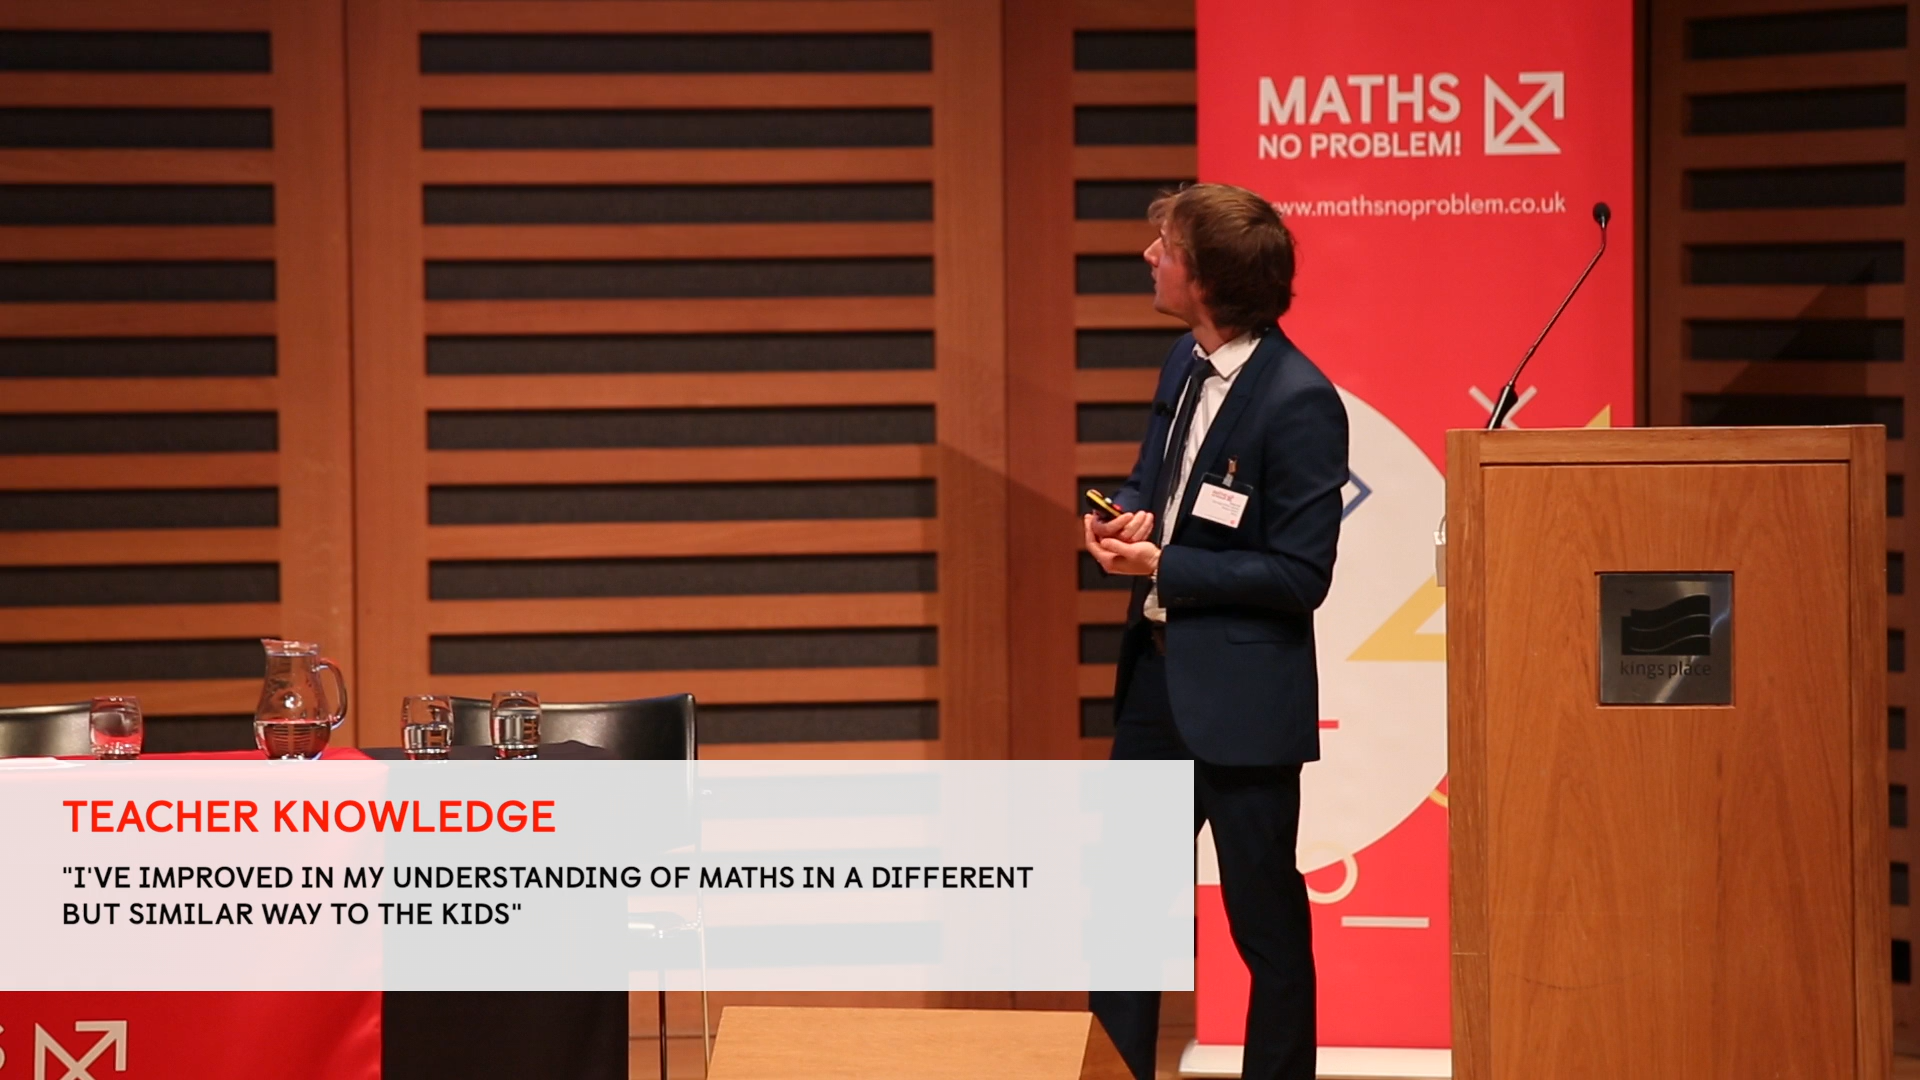 MATHS
NO PROBLEM!
www.mathsnoproblem.co.uk
kings place
TEACHER KNOWLEDGE
"I'VE IMPROVED IN MY UNDERSTANDING OF MATHS IN A DIFFERENT
BUT SIMILAR WAY TO THE KIDS"
S